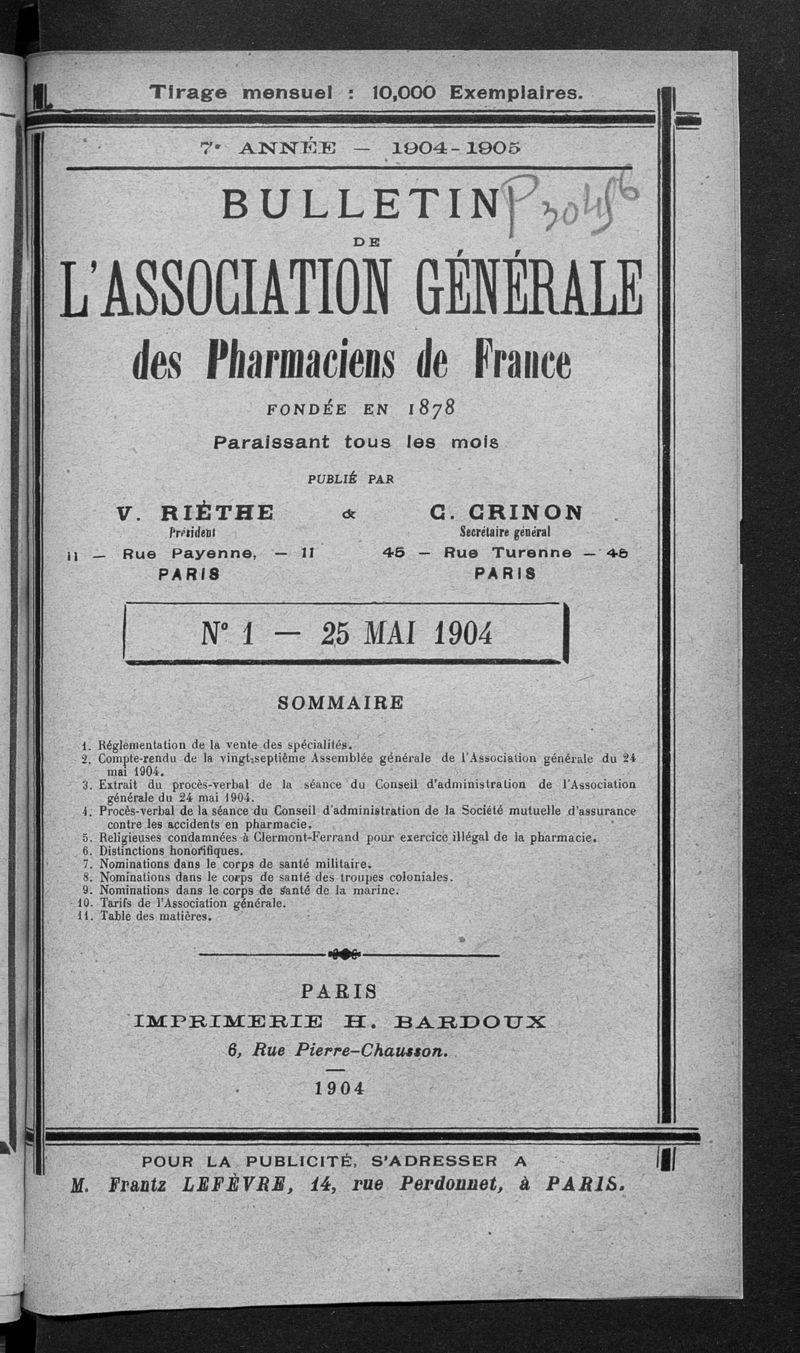 Tirage mensuel : 10,000 Exemplaires.
7e ANNÉE — 1904-1905
BULLETIN
P 30456
DE
L'ASSOCIATION GÉNÉRALE
des Pharmaciens de France
FONDÉE EN 1878
Paraissant tous les mois
PUBLIÉ PAR
V. RIÈTHE & C. CRINON
Président Secrétaire général
11 — Rue Payenne, — 11 45 — Rue Turenne — 45
PARIS PARIS
N° 1 — 25 MAI 1904
SOMMAIRE
1. Réglementation de la vente des spécialités.
2. Compte-rendu de la vingt-septième Assemblée générale de l'Association générale du 24
mai 1904.
3. Extrait du procès-verbal de la séance du Conseil d'administration de l'Association
générale du 24 mai 1904.
4. Procès-verbal de la séance du Conseil d'administration de la Société mutuelle d'assurance
contre les accidents en pharmacie.
5. Religieuses condamnées à Clermont-Ferrand pour exercice illégal de la pharmacie.
6. Distinctions honorifiques.
7. Nominations dans le corps de santé militaire.
8. Nominations dans le corps de santé des troupes coloniales.
9. Nominations dans le corps de santé de la marine.
10. Tarifs de l'Association générale.
11. Table des matières.
PARIS
IMPRIMERIE H. BARDOUX
6, Rue Pierre-Chausson.
1904
POUR LA PUBLICITÉ, S'ADRESSER A
M. Frantz LEFÈVRE, 14, rue Perdonnet, à PARIS.